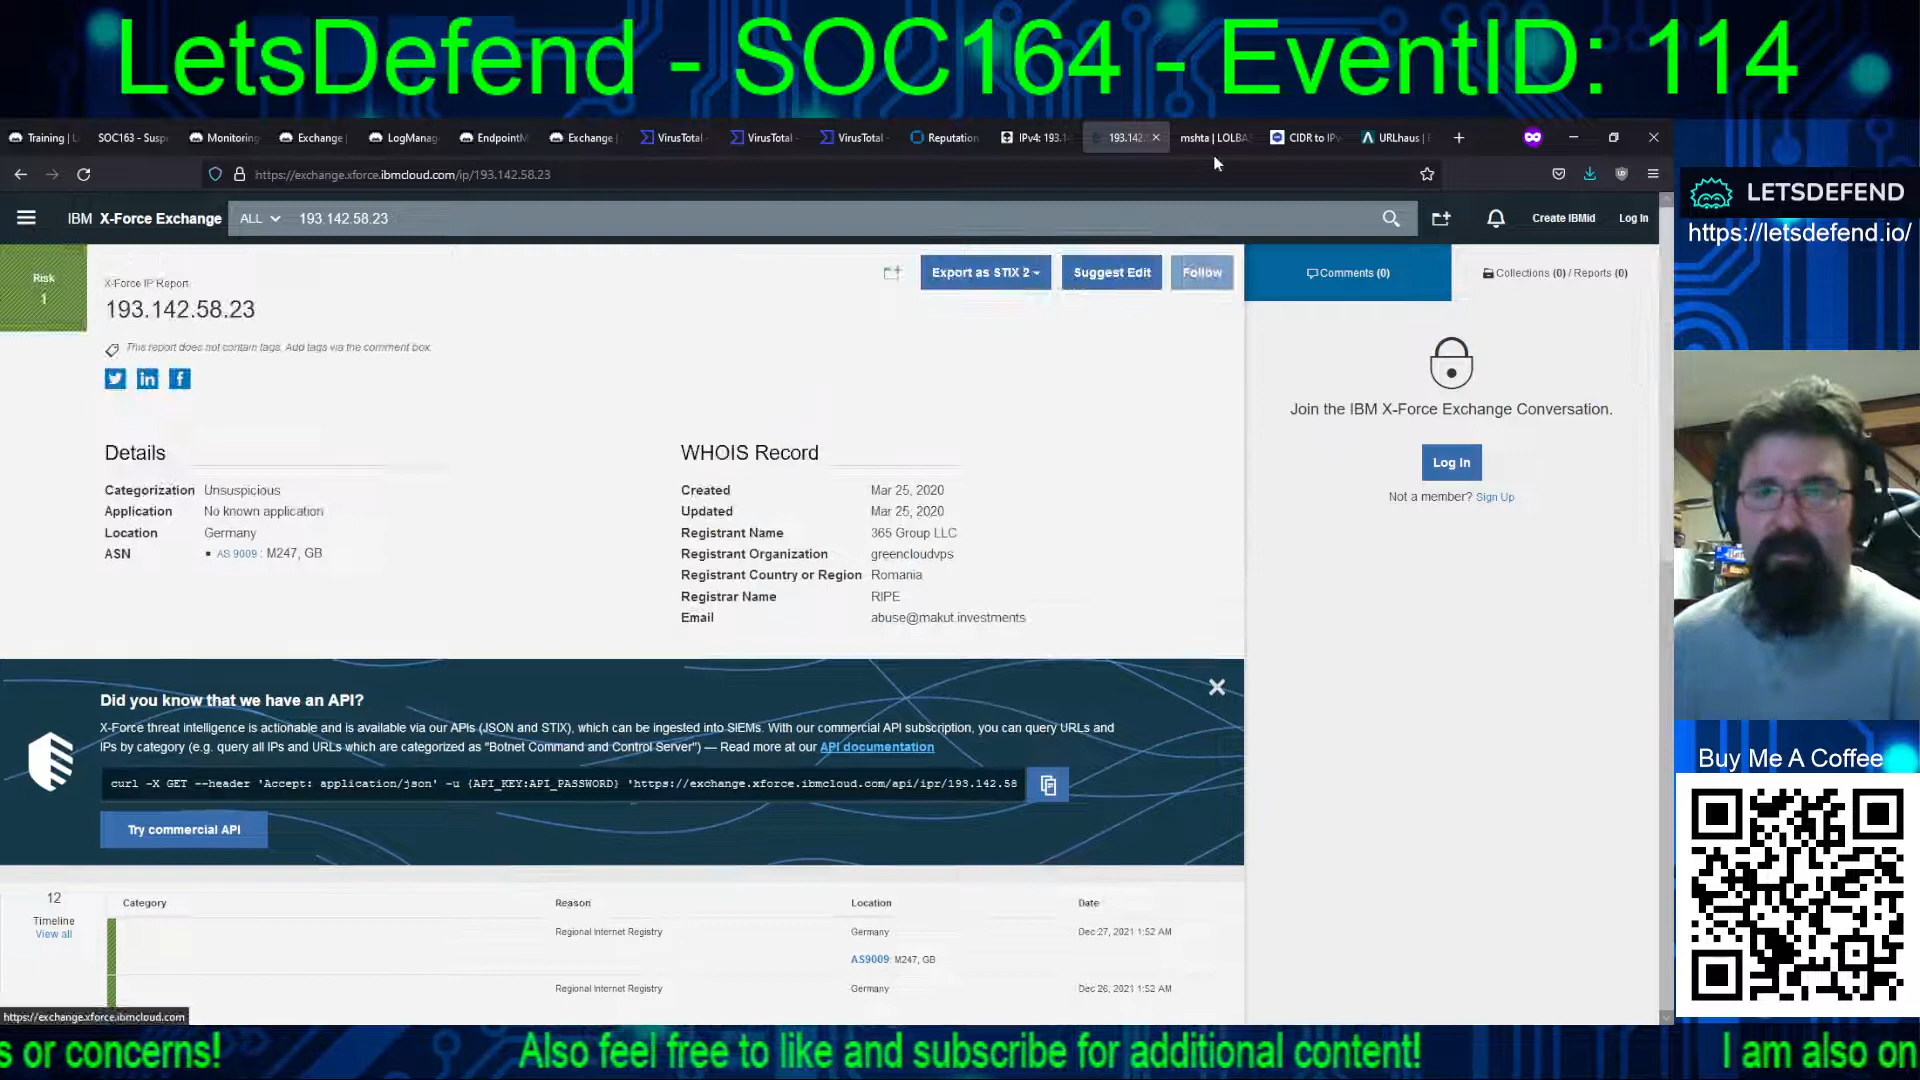 LetsDefend - SOC164 - EventID: 114
Training | L
SOC163 - Susp
Monitoring
Exchange |
LogManag
EndpointM
Exchange |
VirusTotal -
VirusTotal -
VirusTotal -
Reputation
IPv4: 193.1
193.142.
mshta | LOLBA
CIDR to IPv
URLhaus |
https://exchange.xforce.ibmcloud.com/ip/193.142.58.23
IBM X-Force Exchange
ALL
193.142.58.23
Create IBMid
Log In
LETSDEFEND
https://letsdefend.io/
Risk
1
X-Force IP Report
193.142.58.23
This report does not contain tags. Add tags via the comment box.
Export as STIX 2
Suggest Edit
Follow
Comments (0)
Collections (0) / Reports (0)
Join the IBM X-Force Exchange Conversation.
Log In
Not a member? Sign Up
Details
Categorization Unsuspicious
Application No known application
Location Germany
ASN AS 9009 : M247, GB
WHOIS Record
Created Mar 25, 2020
Updated Mar 25, 2020
Registrant Name 365 Group LLC
Registrant Organization greencloudvps
Registrant Country or Region Romania
Registrar Name RIPE
Email abuse@makut.investments
Did you know that we have an API?
X-Force threat intelligence is actionable and is available via our APIs (JSON and STIX), which can be ingested into SIEMs. With our commercial API subscription, you can query URLs and
IPs by category (e.g. query all IPs and URLs which are categorized as "Botnet Command and Control Server") — Read more at our API documentation
curl -X GET --header 'Accept: application/json' -u {API_KEY:API_PASSWORD} 'https://exchange.xforce.ibmcloud.com/api/ipr/193.142.58
Try commercial API
Buy Me A Coffee
12
Timeline
View all
Category Reason Location Date
Regional Internet Registry Germany Dec 27, 2021 1:52 AM
AS9009: M247, GB
Regional Internet Registry Germany Dec 26, 2021 1:52 AM
https://exchange.xforce.ibmcloud.com
s or concerns!
Also feel free to like and subscribe for additional content!
I am also on